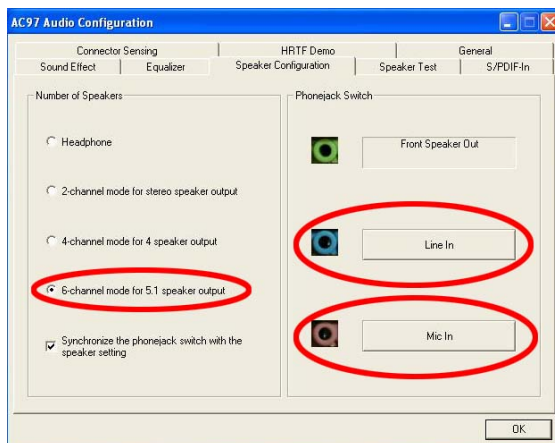 AC97 Audio Configuration
Connector Sensing
HRTF Demo
General
Sound Effect
Equalizer
Speaker Configuration
Speaker Test
S/PDIF-In
Number of Speakers
Headphone
2-channel mode for stereo speaker output
4-channel mode for 4 speaker output
6-channel mode for 5.1 speaker output
Synchronize the phonejack switch with the
speaker setting
Phonejack Switch
Front Speaker Out
Line In
Mic In
OK